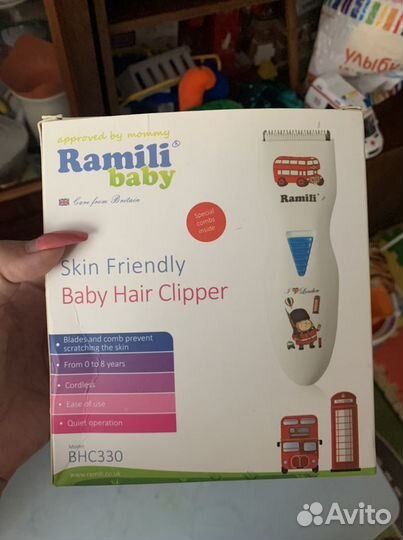 улыбк
approved by mommy
Ramili®
baby
Care from Britain
Special
combs
inside
Ramili®
Skin Friendly
Baby Hair Clipper
I ♥ London
Blades and comb prevent
scratching the skin
From 0 to 8 years
Cordless
Ease of use
Quiet operation
Model:
BHC330
www.ramili.co.uk
Avito